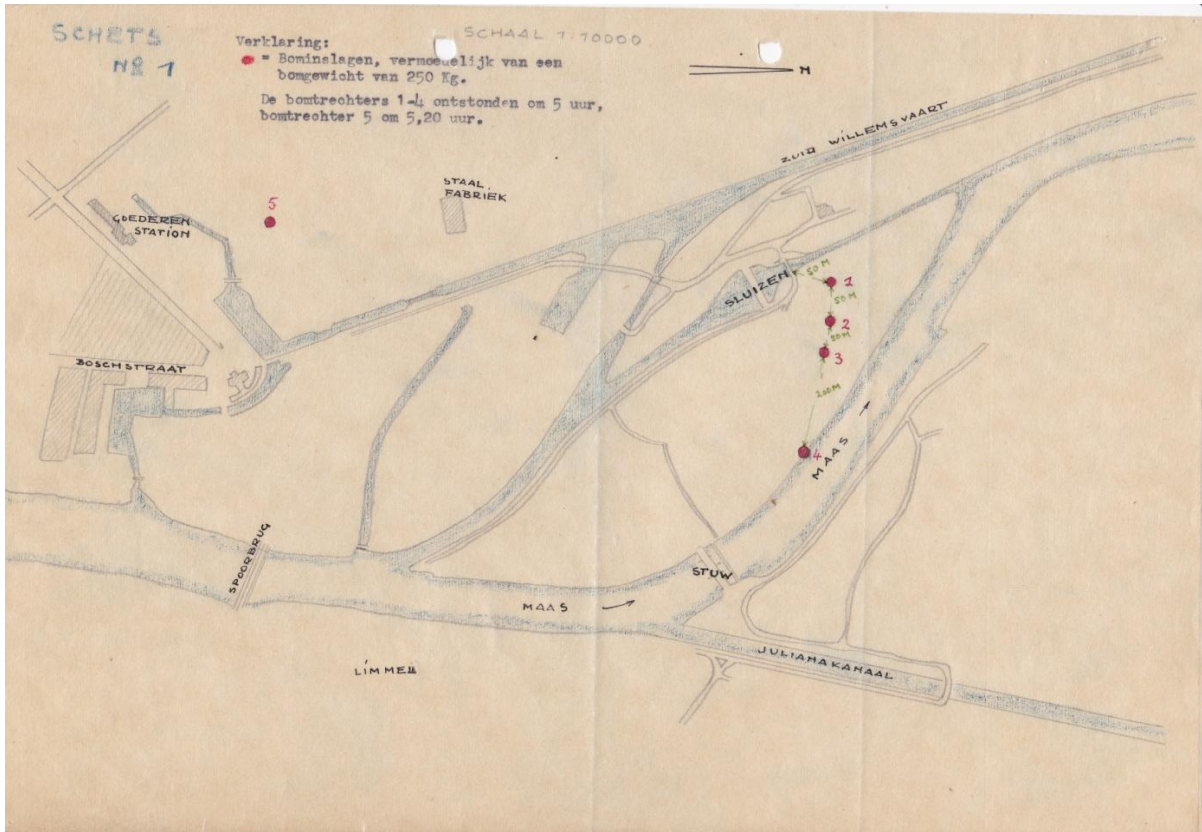 SCHETS
No 1
SCHAAL 1:10000
Verklaring:
= Bominslagen, vermoedelijk van een
bomgewicht van 250 Kg.
De bomtrechters 1-4 ontstonden om 5 uur,
bomtrechter 5 om 5,20 uur.
N
ZUID WILLEMSVAART
STAAL
FABRIEK
5
GOEDEREN
STATION
SLUIZEN
50 M
1
50 M
2
50 M
3
200 M
4
BOSCHSTRAAT
MAAS
SPOORBRUG
STUW
MAAS
JULIANAKANAAL
LIMMEL